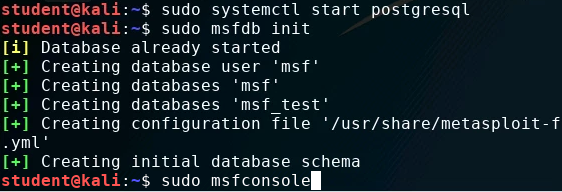 student@kali:~$ sudo systemctl start postgresql
student@kali:~$ sudo msfdb init
[i] Database already started
[+] Creating database user 'msf'
[+] Creating databases 'msf'
[+] Creating databases 'msf_test'
[+] Creating configuration file '/usr/share/metasploit-f
.yml'
[+] Creating initial database schema
student@kali:~$ sudo msfconsole